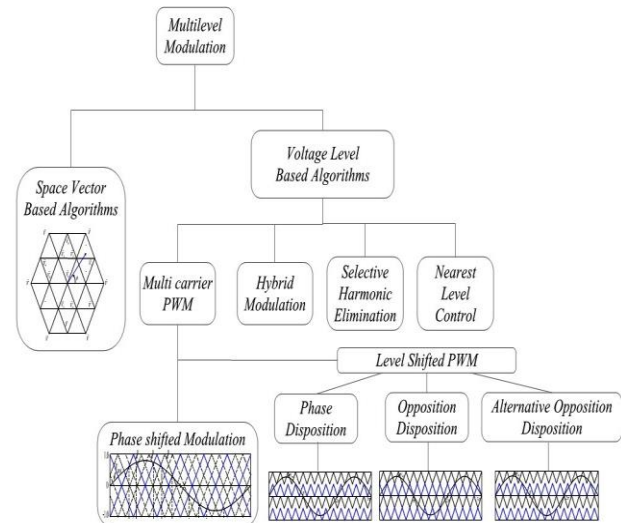 Multilevel
Modulation
Voltage Level
Based Algorithms
Space Vector
Based Algorithms
Multi carrier
PWM
Hybrid
Modulation
Selective
Harmonic
Elimination
Nearest
Level
Control
Level Shifted PWM
Phase
Disposition
Opposition
Disposition
Alternative Opposition
Disposition
Phase shifted Modulation